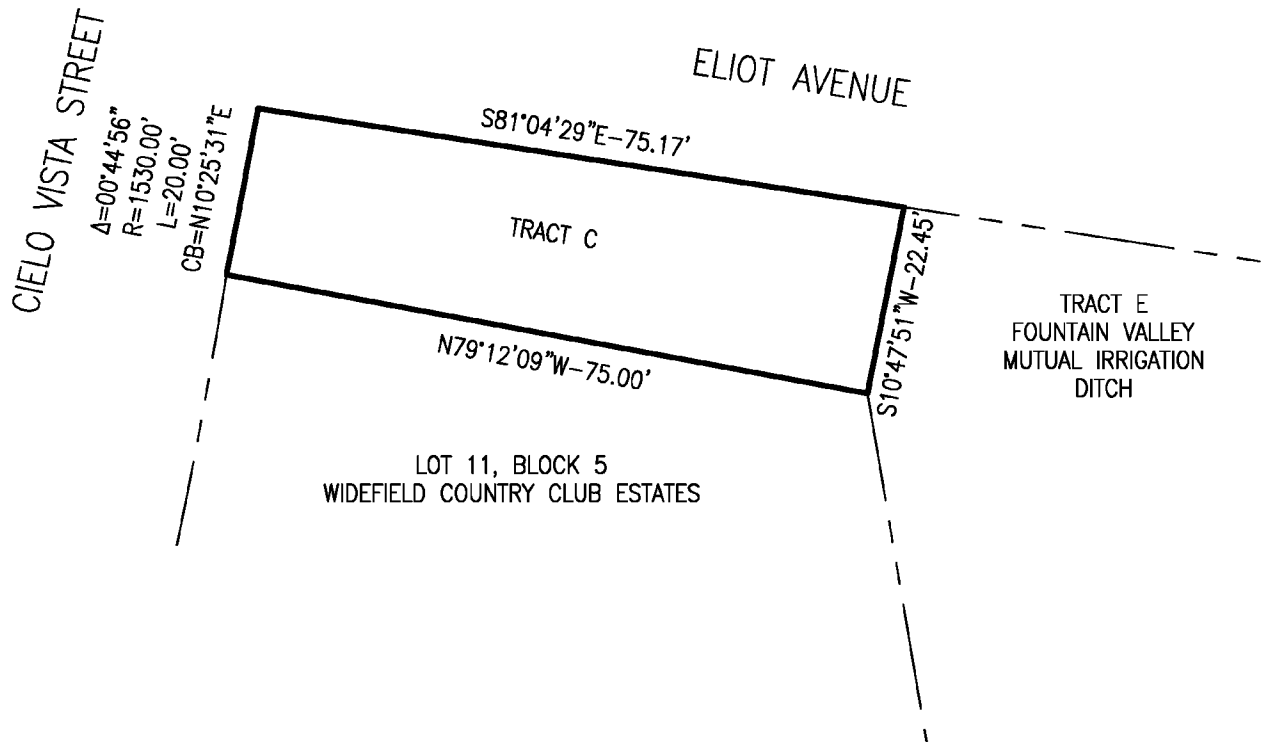 ELIOT AVENUE
CIELO VISTA STREET
Δ=00°44'56"
R=1530.00'
L=20.00'
CB=N10°25'31"E
S81°04'29"E-75.17'
TRACT C
S10°47'51"W-22.45'
N79°12'09"W-75.00'
TRACT E
FOUNTAIN VALLEY
MUTUAL IRRIGATION
DITCH
LOT 11, BLOCK 5
WIDEFIELD COUNTRY CLUB ESTATES